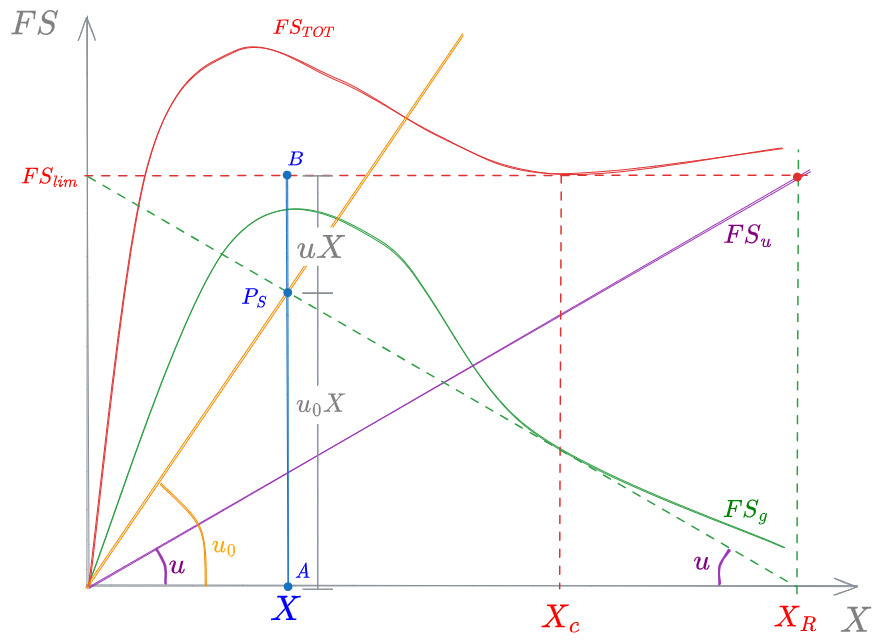 FS
FS_TOT
B
FS_lim
uX
FS_u
P_S
u_0X
FS_g
u_0
u
A
u
X
X_c
X_R
X